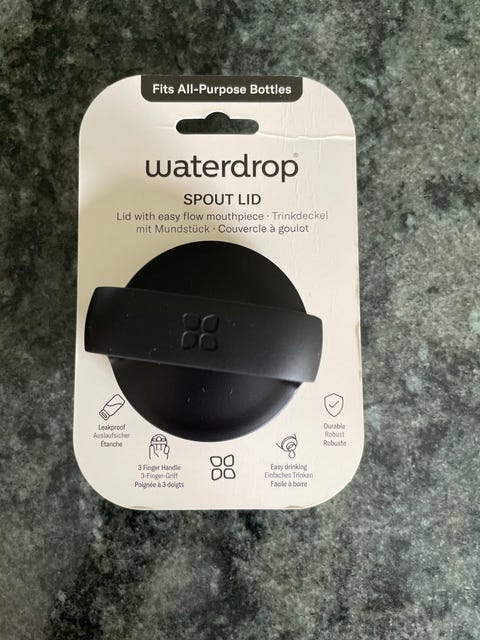 Fits All-Purpose Bottles
waterdrop®
SPOUT LID
Lid with easy flow mouthpiece · Trinkdeckel
mit Mundstück · Couvercle à goulot
Leakproof
Auslaufsicher
Étanche
3 Finger Handle
3-Finger-Griff
Poignée à 3 doigts
Easy drinking
Einfaches Trinken
Facile à boire
Durable
Robust
Robuste